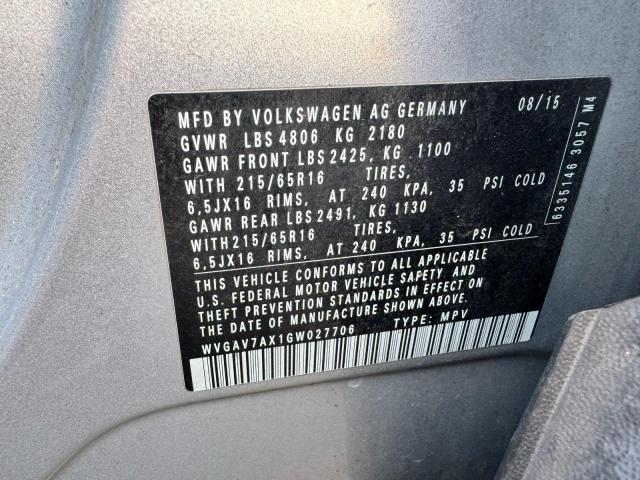 MFD BY VOLKSWAGEN AG GERMANY 08/15
GVWR LBS 4806 KG 2180
GAWR FRONT LBS 2425, KG 1100
WITH 215/65R16 TIRES,
6,5JX16 RIMS, AT 240 KPA, 35 PSI COLD
GAWR REAR LBS 2491, KG 1130
WITH 215/65R16 TIRES,
6,5JX16 RIMS, AT 240 KPA, 35 PSI COLD
THIS VEHICLE CONFORMS TO ALL APPLICABLE
U.S. FEDERAL MOTOR VEHICLE SAFETY AND
THEFT PREVENTION STANDARDS IN EFFECT ON
THE DATE OF MANUFACTURE SHOWN ABOVE.
WVGAV7AX1GW027706 TYPE: MPV
6335146 3057 M4